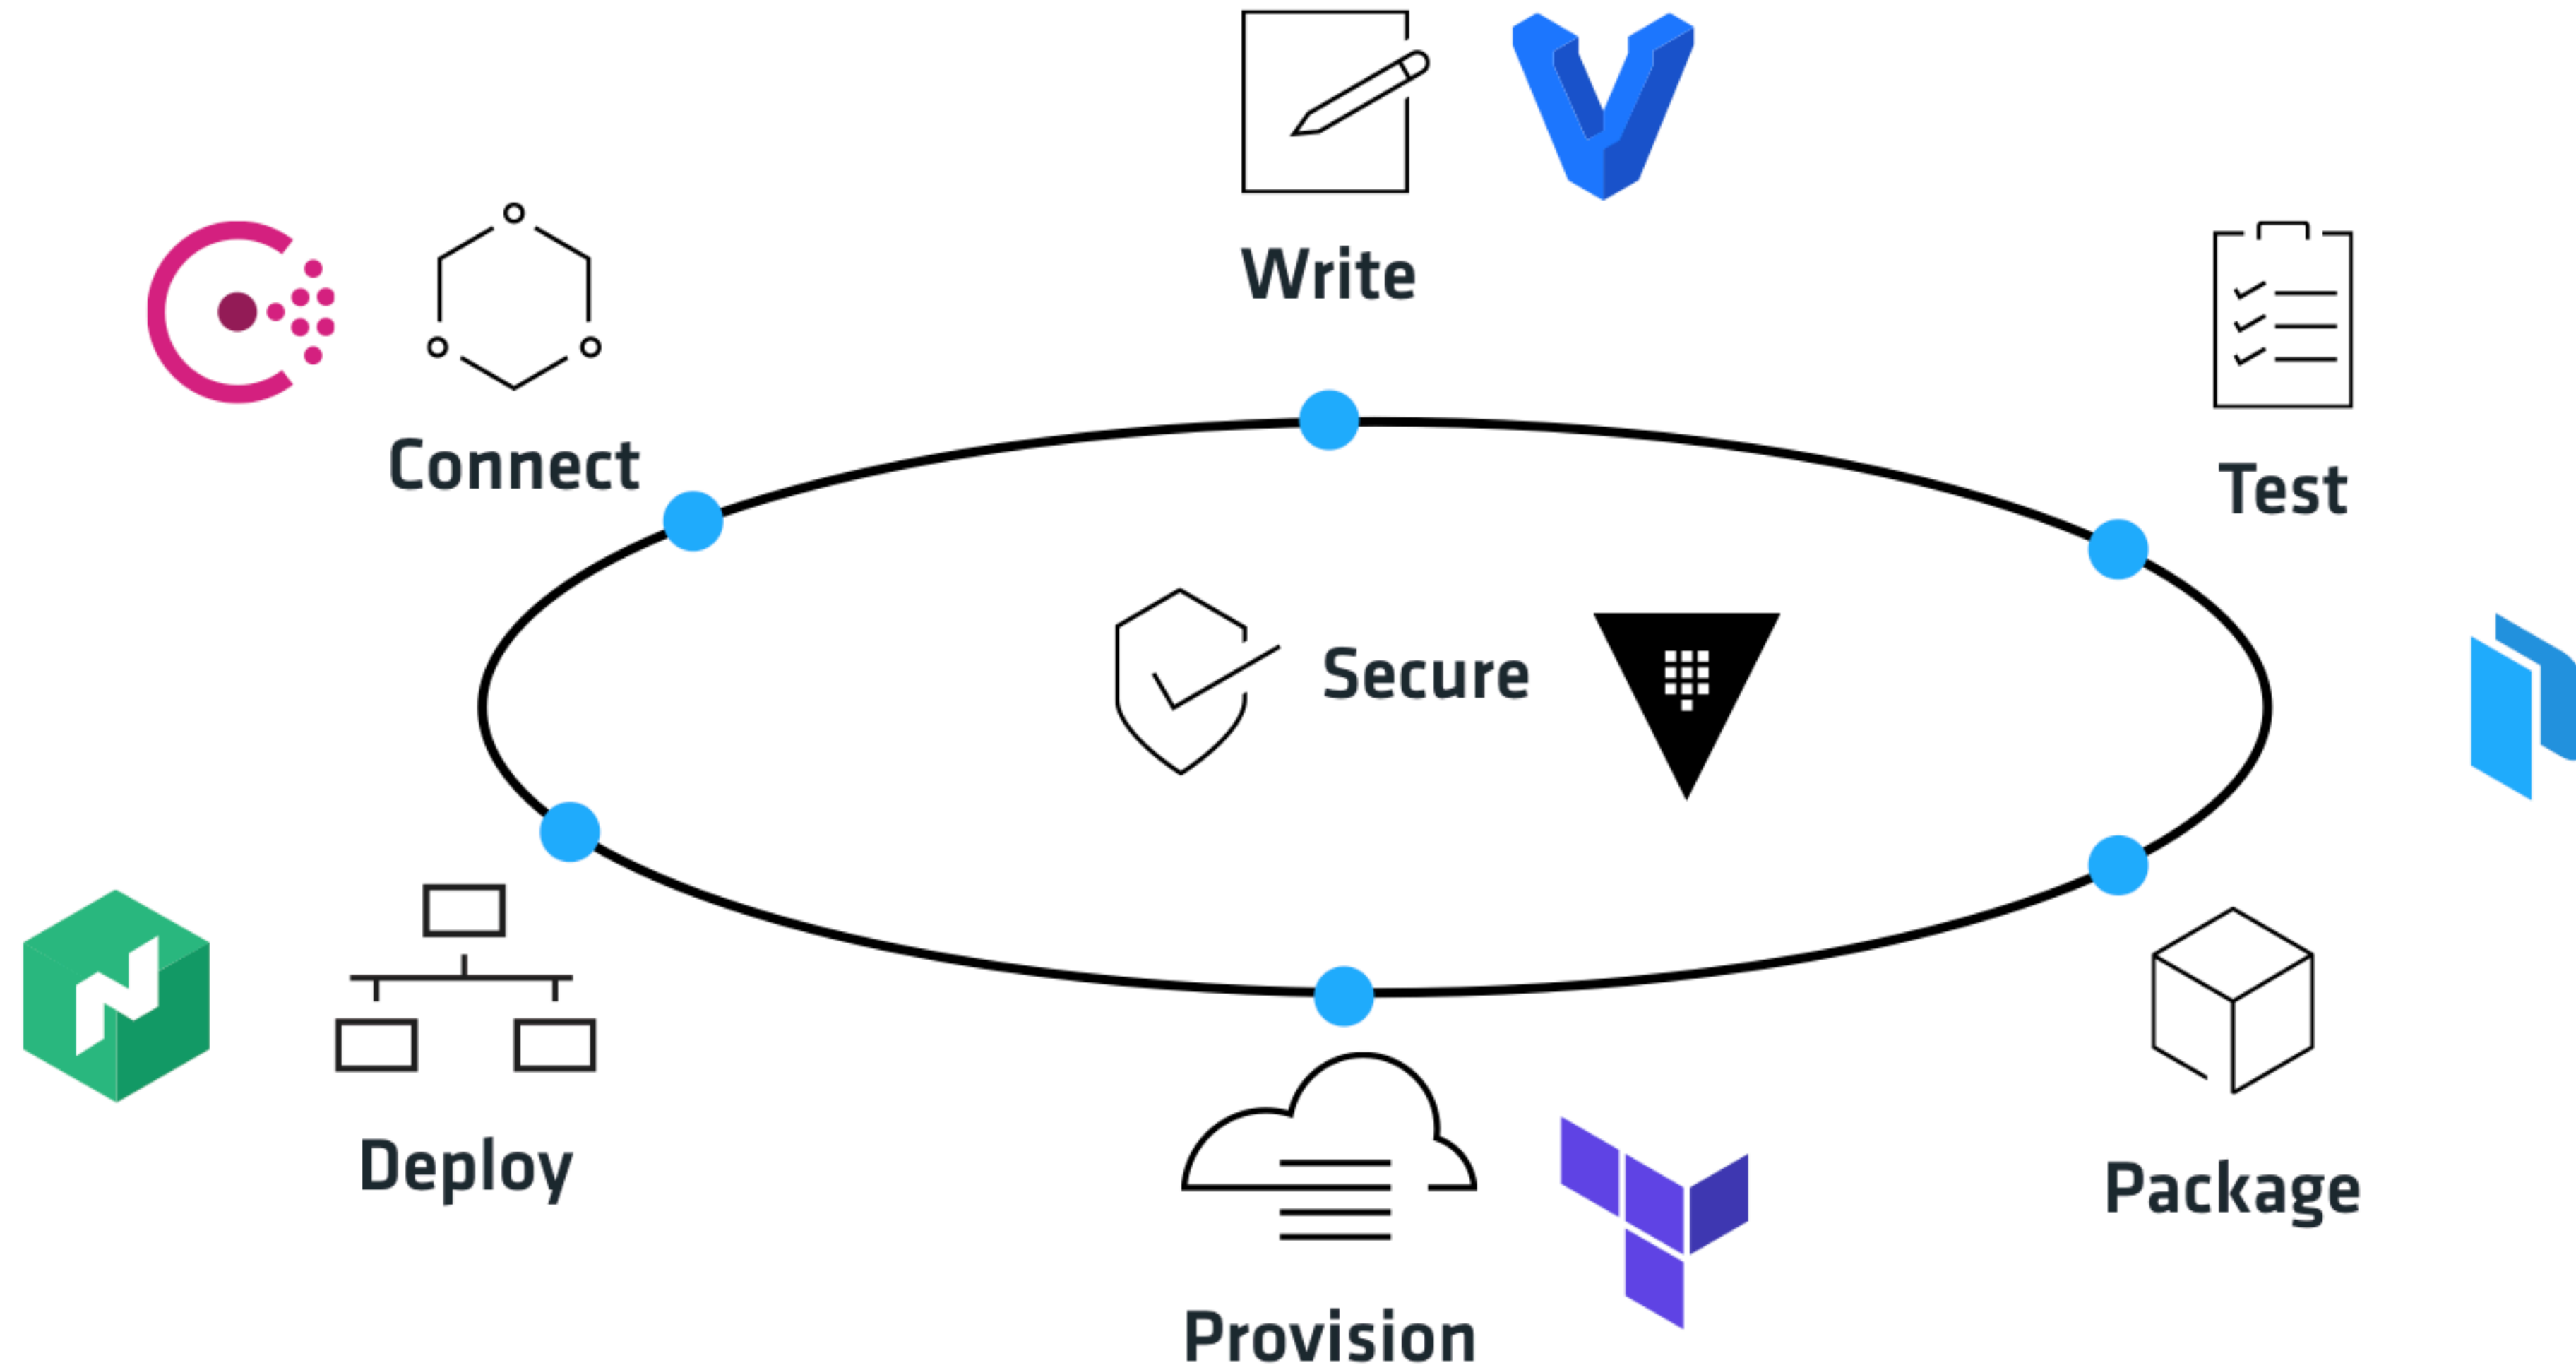 Write
Connect
Test
Secure
Deploy
Package
Provision